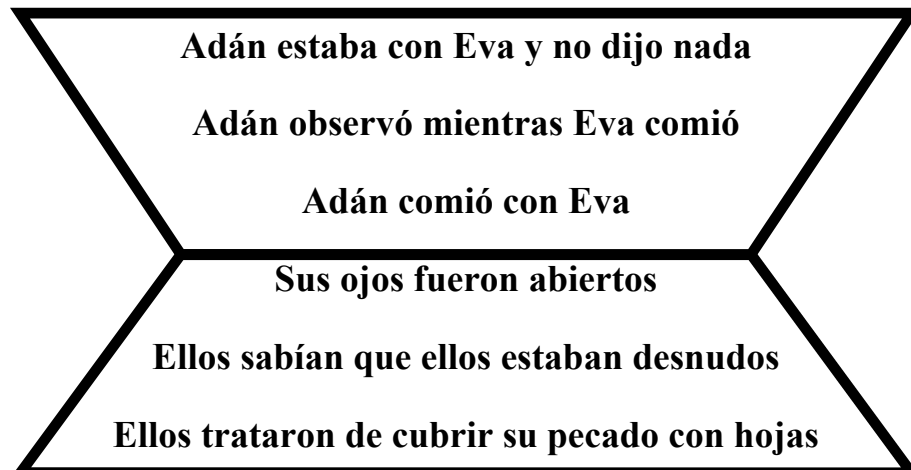 Adán estaba con Eva y no dijo nada
Adán observó mientras Eva comió
Adán comió con Eva
Sus ojos fueron abiertos
Ellos sabían que ellos estaban desnudos
Ellos trataron de cubrir su pecado con hojas